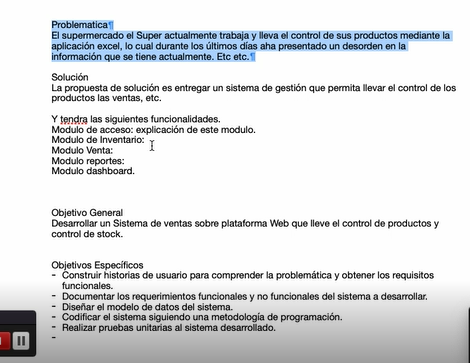 Problematica¶
El supermercado el Super actualmente trabaja y lleva el control de sus productos mediante la
aplicación excel, lo cual durante los últimos días aha presentado un desorden en la
información que se tiene actualmente. Etc etc.¶
Solución
La propuesta de solución es entregar un sistema de gestión que permita llevar el control de los
productos las ventas, etc.
Y tendra las siguientes funcionalidades.
Modulo de acceso: explicación de este modulo.
Modulo de Inventario:
Modulo Venta:
Modulo reportes:
Modulo dashboard.
Objetivo General
Desarrollar un Sistema de ventas sobre plataforma Web que lleve el control de productos y
control de stock.
Objetivos Específicos
- Construir historias de usuario para comprender la problemática y obtener los requisitos
funcionales.
- Documentar los requerimientos funcionales y no funcionales del sistema a desarrollar.
- Diseñar el modelo de datos del sistema.
- Codificar el sistema siguiendo una metodología de programación.
- Realizar pruebas unitarias al sistema desarrollado.
-